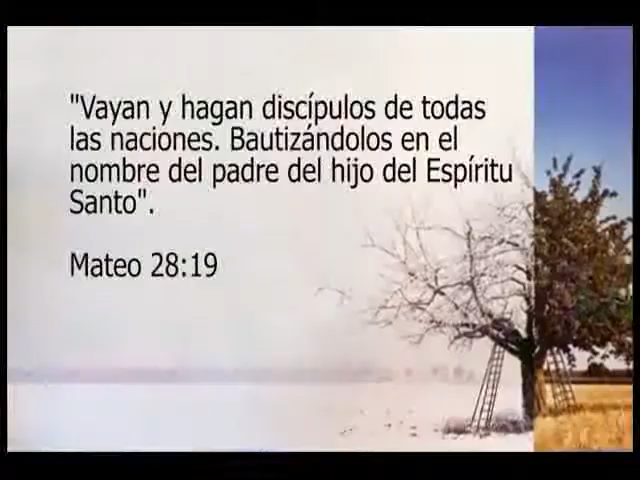 "Vayan y hagan discípulos de todas
las naciones. Bautizándolos en el
nombre del padre del hijo del Espíritu
Santo".
Mateo 28:19